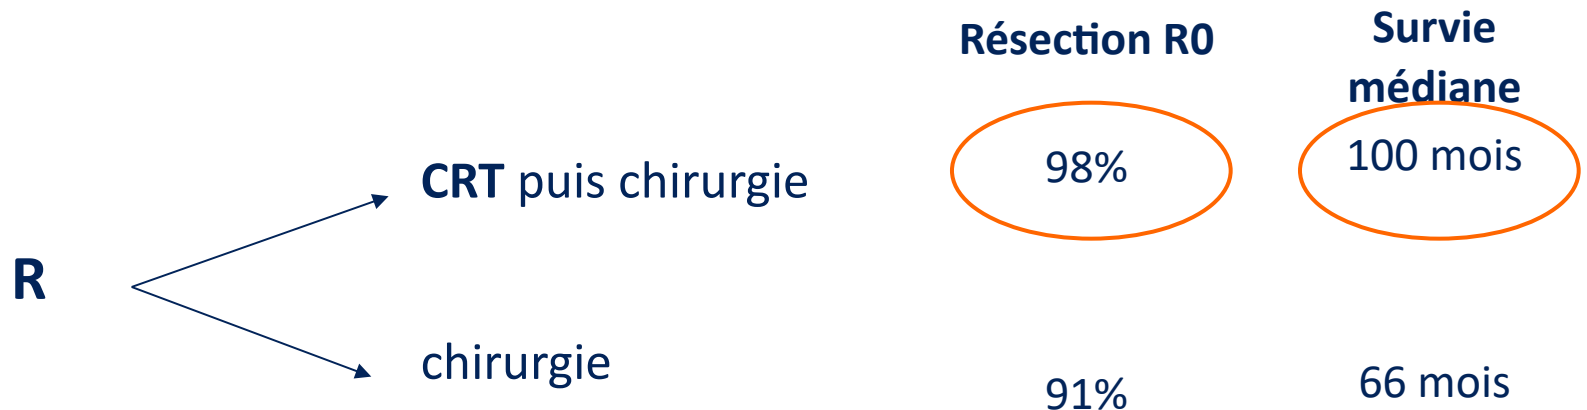 Résection R0
Survie
médiane
CRT puis chirurgie
98%
100 mois
R
chirurgie
91%
66 mois